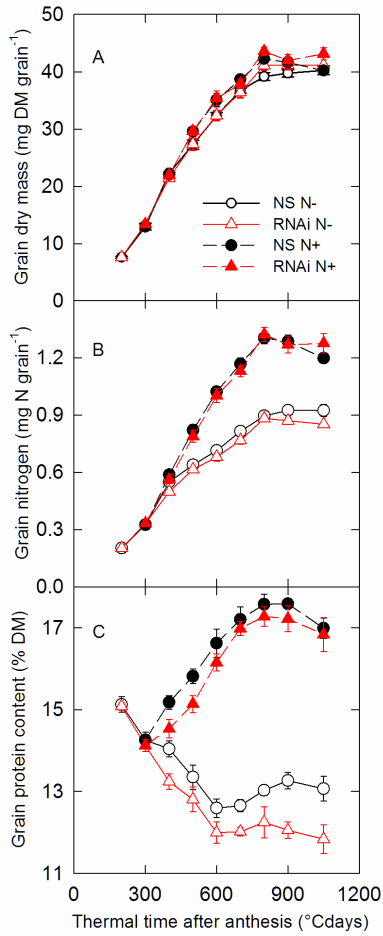 50
Grain dry mass (mg DM grain⁻¹)
A
40
30
20
NS N-
RNAi N-
NS N+
RNAi N+
10
0
Grain nitrogen (mg N grain⁻¹)
B
1.2
0.9
0.6
0.3
0.0
Grain protein content (% DM)
C
17
15
13
11
0 300 600 900 1200
Thermal time after anthesis (°Cdays)